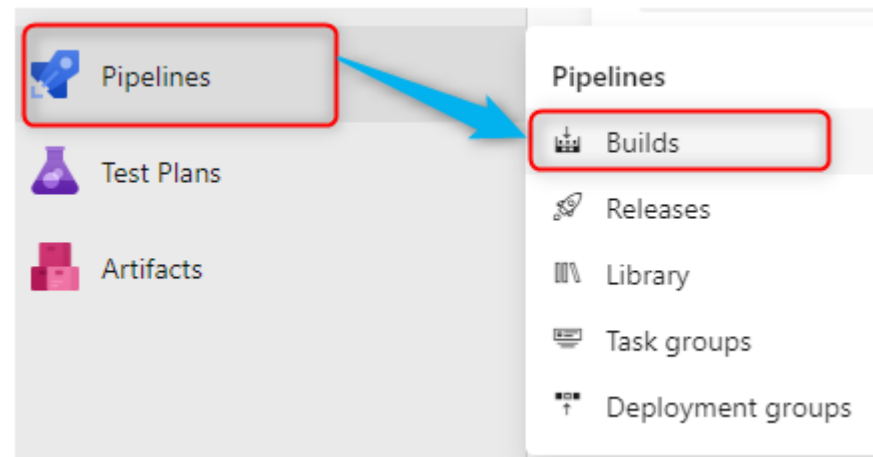 Pipelines
Test Plans
Artifacts
Pipelines
Builds
Releases
Library
Task groups
Deployment groups